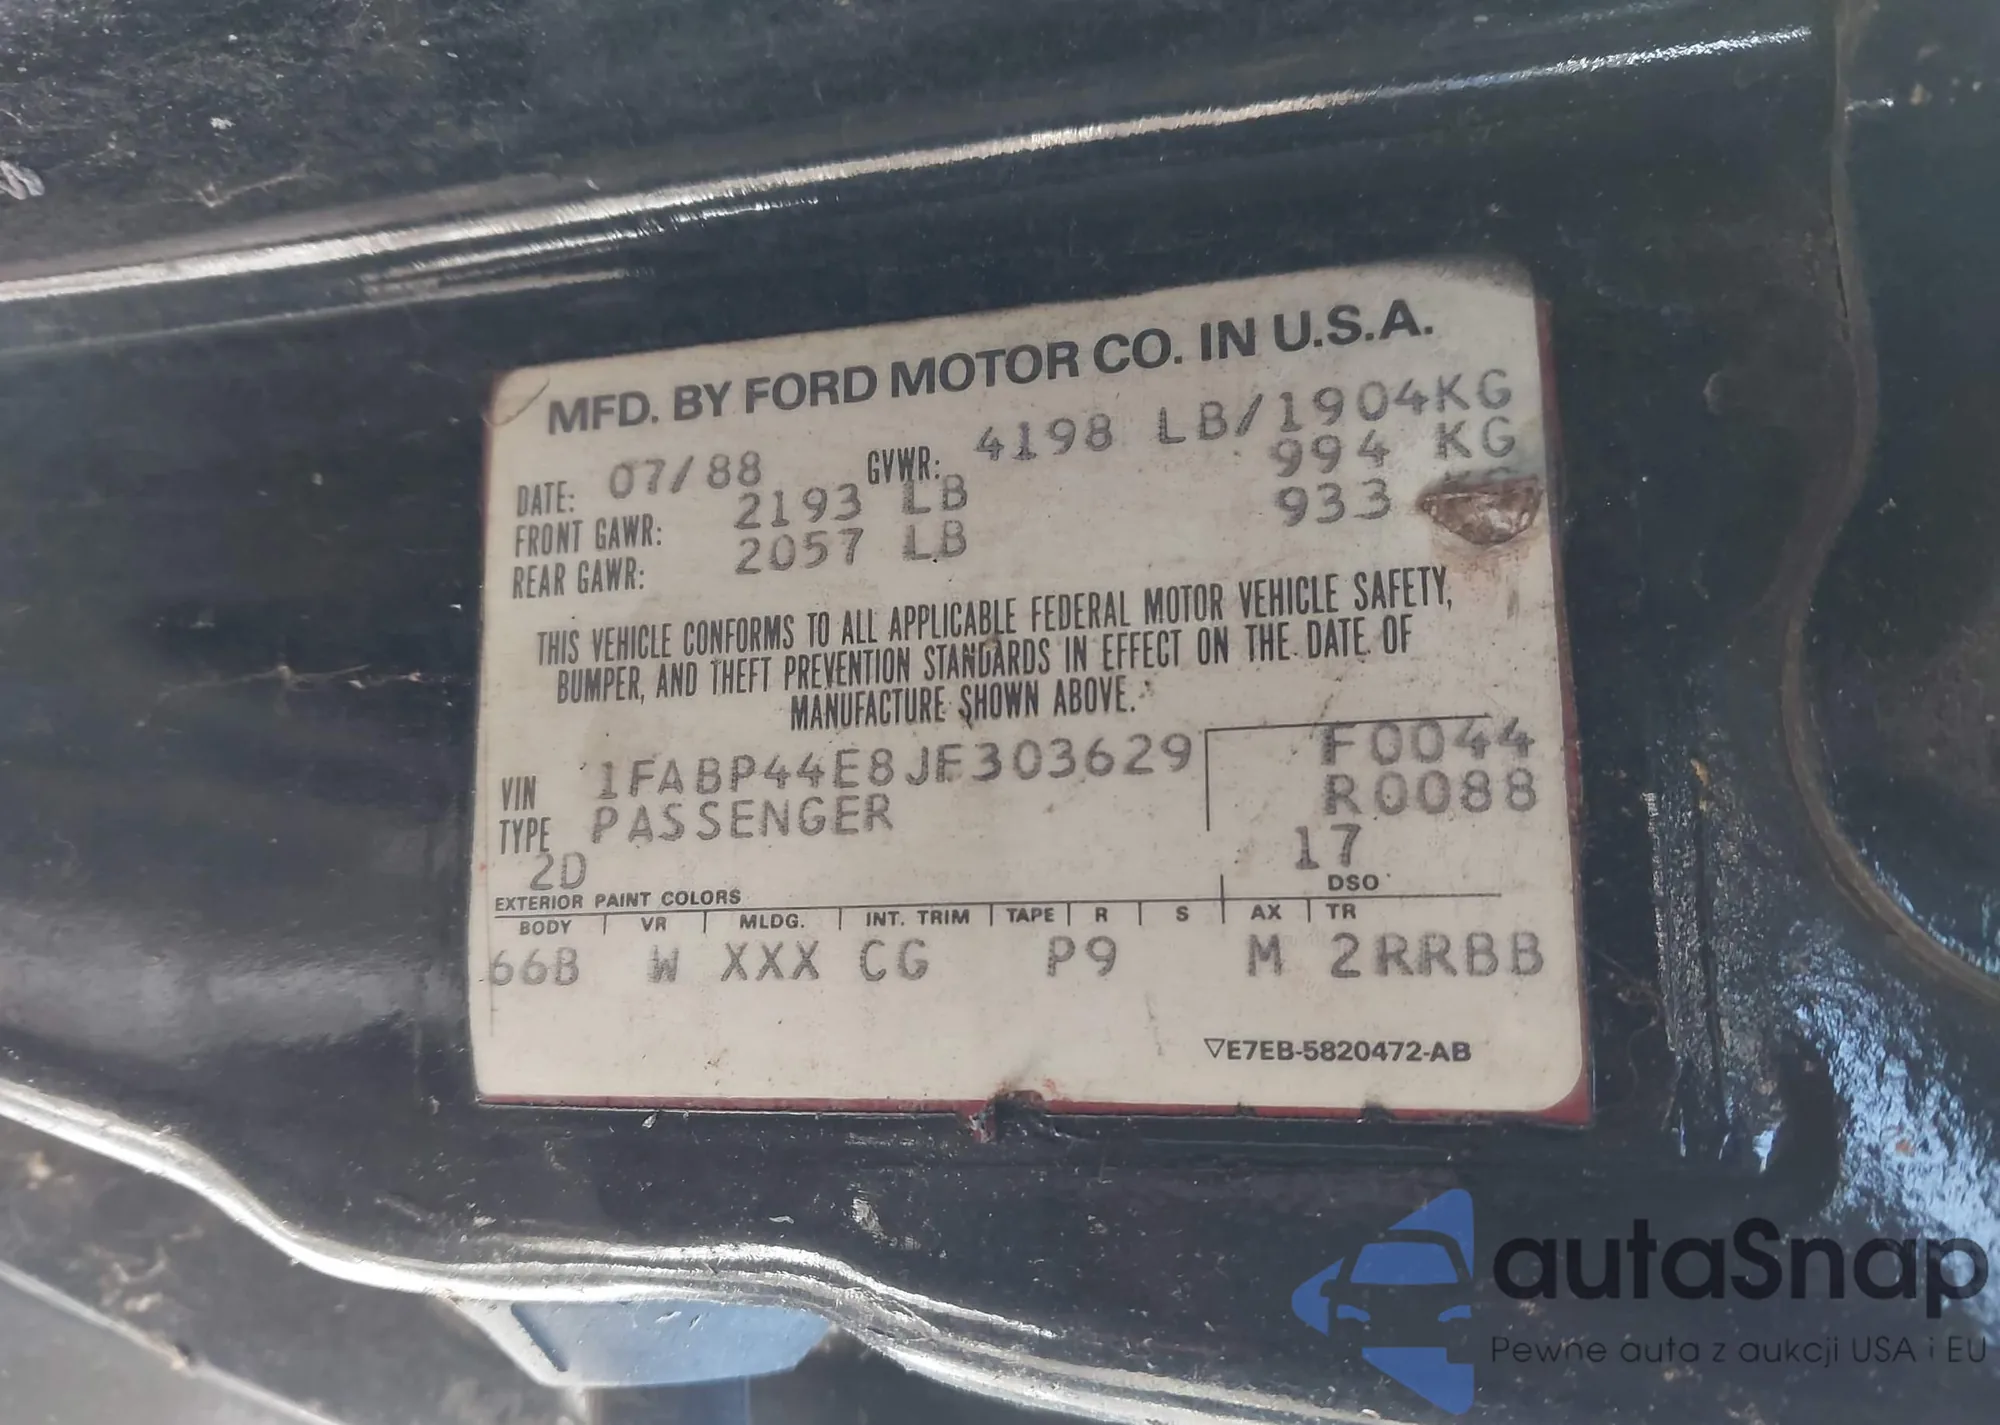 MFD. BY FORD MOTOR CO. IN U.S.A.
DATE: 07/88 GVWR: 4198 LB/1904KG
FRONT GAWR: 2193 LB 994 KG
REAR GAWR: 2057 LB 933
THIS VEHICLE CONFORMS TO ALL APPLICABLE FEDERAL MOTOR VEHICLE SAFETY,
BUMPER, AND THEFT PREVENTION STANDARDS IN EFFECT ON THE DATE OF
MANUFACTURE SHOWN ABOVE.
VIN 1FABP44E8JF303629 F0044
TYPE PASSENGER R0088
2D 17
EXTERIOR PAINT COLORS DSO
BODY VR MLDG. INT. TRIM TAPE R S AX TR
66B W XXX CG P9 M 2RRBB
▽E7EB-5820472-AB
autaSnap
Pewne auta z aukcji USA i EU